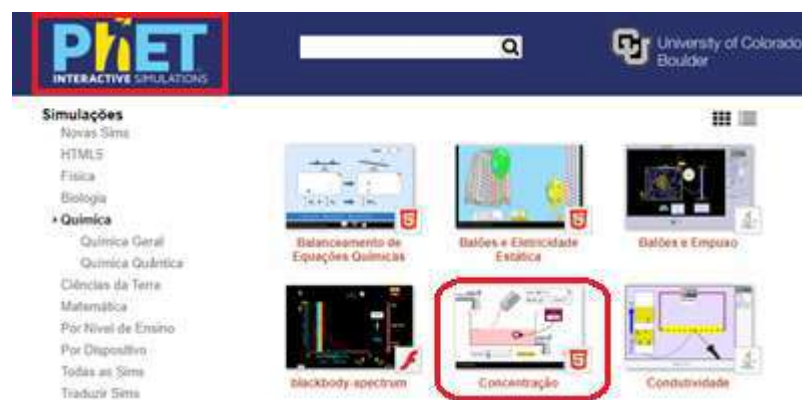 PhET
INTERACTIVE SIMULATIONS
University of Colorado
Boulder
Simulações
Novas Sims
HTML5
Física
Biologia
Química
Química Geral
Química Quântica
Ciências da Terra
Matemática
Por Nível de Ensino
Por Dispositivo
Todas as Sims
Traduzir Sims
Balanceamento de
Equações Químicas
Balões e Eletricidade
Estática
Balões e Empuxo
blackbody-spectrum
Concentração
Condutividade